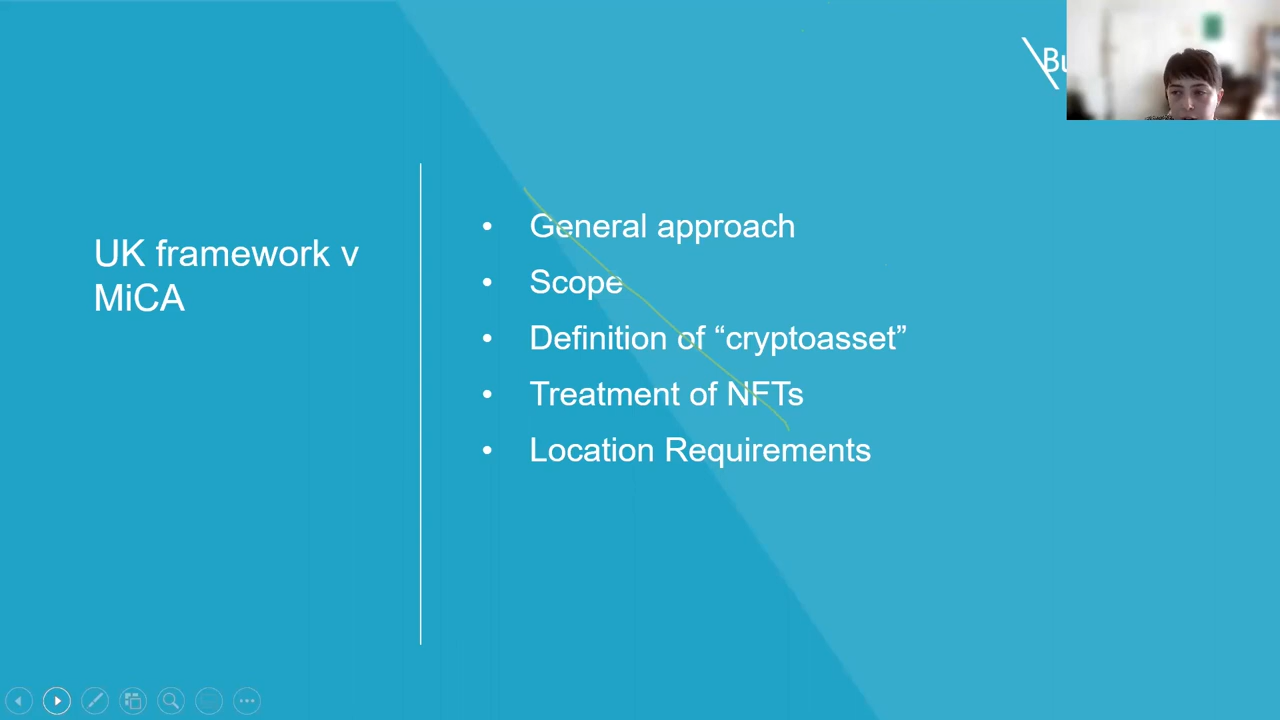 UK framework v
MiCA
• General approach
• Scope
• Definition of “cryptoasset”
• Treatment of NFTs
• Location Requirements